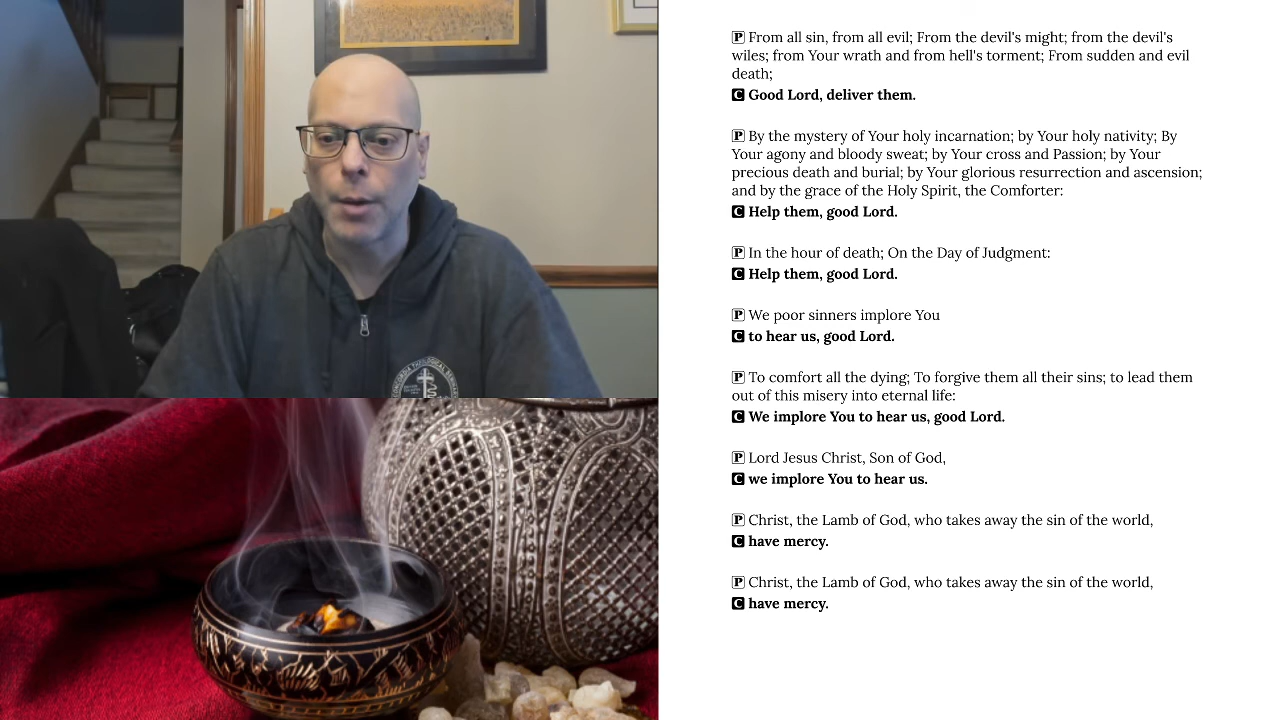 CONCORDIA THEOLOGICAL SEMINARY
P From all sin, from all evil; From the devil's might; from the devil's
wiles; from Your wrath and from hell's torment; From sudden and evil
death;
C Good Lord, deliver them.
P By the mystery of Your holy incarnation; by Your holy nativity; By
Your agony and bloody sweat; by Your cross and Passion; by Your
precious death and burial; by Your glorious resurrection and ascension;
and by the grace of the Holy Spirit, the Comforter:
C Help them, good Lord.
P In the hour of death; On the Day of Judgment:
C Help them, good Lord.
P We poor sinners implore You
C to hear us, good Lord.
P To comfort all the dying; To forgive them all their sins; to lead them
out of this misery into eternal life:
C We implore You to hear us, good Lord.
P Lord Jesus Christ, Son of God,
C we implore You to hear us.
P Christ, the Lamb of God, who takes away the sin of the world,
C have mercy.
P Christ, the Lamb of God, who takes away the sin of the world,
C have mercy.